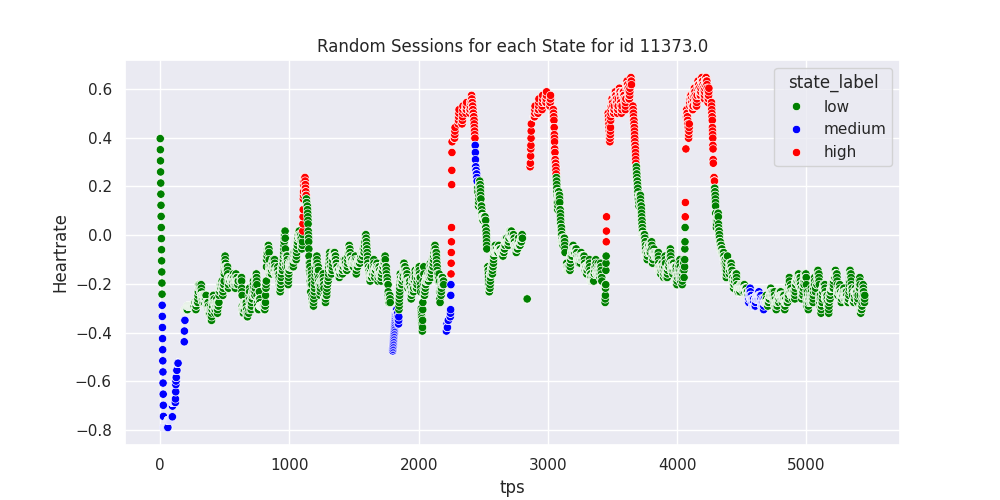 Random Sessions for each State for id 11373.0
state_label
low
medium
high
Heartrate
0.6
0.4
0.2
0.0
−0.2
−0.4
−0.6
−0.8
0 1000 2000 3000 4000 5000
tps